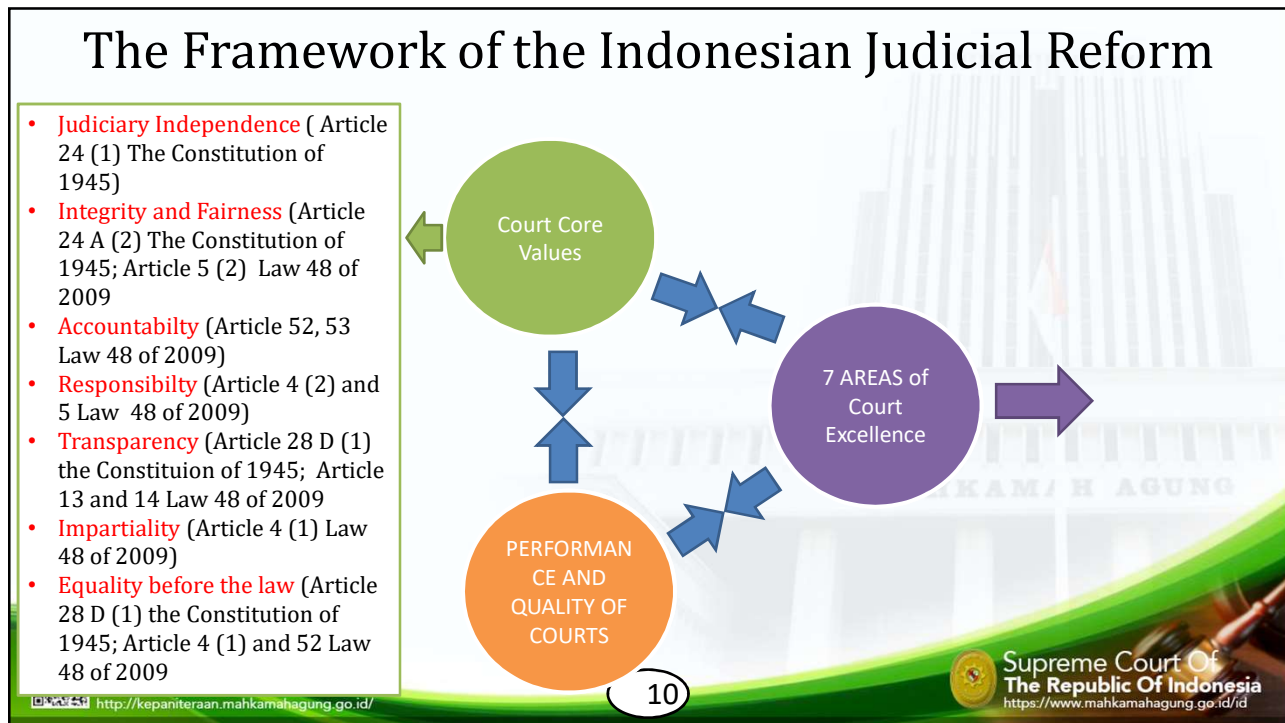 The Framework of the Indonesian Judicial Reform
• Judiciary Independence ( Article
24 (1) The Constitution of
1945)
• Integrity and Fairness (Article
24 A (2) The Constitution of
1945; Article 5 (2) Law 48 of
2009
• Accountabilty (Article 52, 53
Law 48 of 2009)
• Responsibilty (Article 4 (2) and
5 Law 48 of 2009)
• Transparency (Article 28 D (1)
the Constituion of 1945; Article
13 and 14 Law 48 of 2009
• Impartiality (Article 4 (1) Law
48 of 2009)
• Equality before the law (Article
28 D (1) the Constitution of
1945; Article 4 (1) and 52 Law
48 of 2009
Court Core
Values
7 AREAS of
Court
Excellence
PERFORMAN
CE AND
QUALITY OF
COURTS
KAMAH AGUNG
http://kepaniteraan.mahkamahagung.go.id/
10
Supreme Court Of
The Republic Of Indonesia
https://www.mahkamahagung.go.id/id